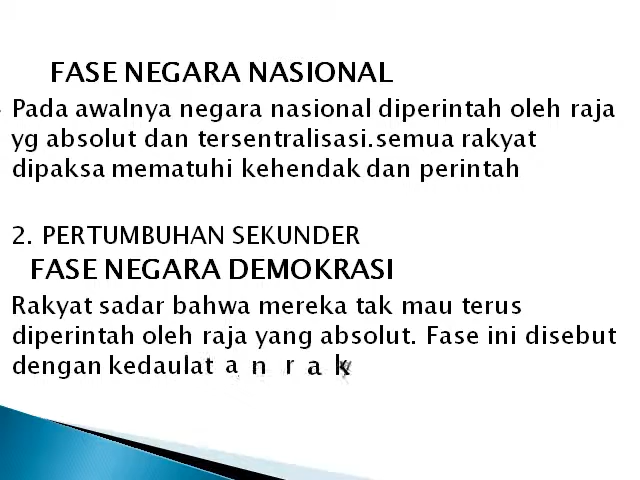 FASE NEGARA NASIONAL
Pada awalnya negara nasional diperintah oleh raja
yg absolut dan tersentralisasi.semua rakyat
dipaksa mematuhi kehendak dan perintah
2. PERTUMBUHAN SEKUNDER
FASE NEGARA DEMOKRASI
Rakyat sadar bahwa mereka tak mau terus
diperintah oleh raja yang absolut. Fase ini disebut
dengan kedaulatan rak